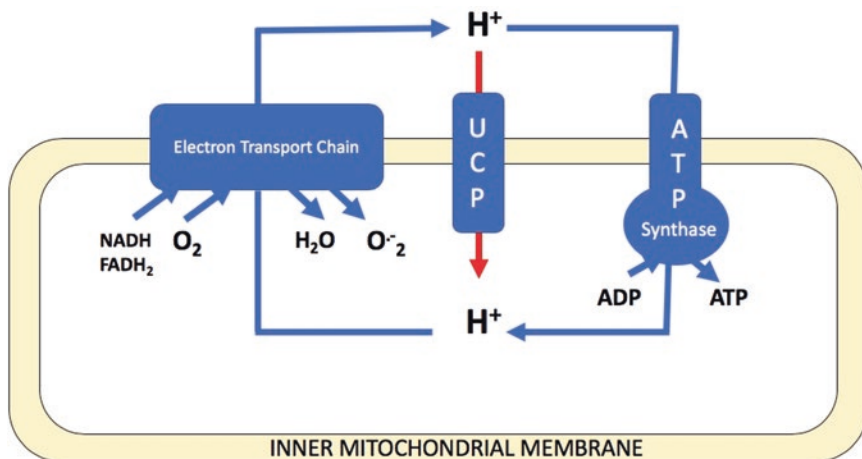 H⁺
Electron Transport Chain
U
C
P
A
T
P
Synthase
NADH
FADH₂
O₂
H₂O
O·⁻₂
ADP
ATP
H⁺
INNER MITOCHONDRIAL MEMBRANE